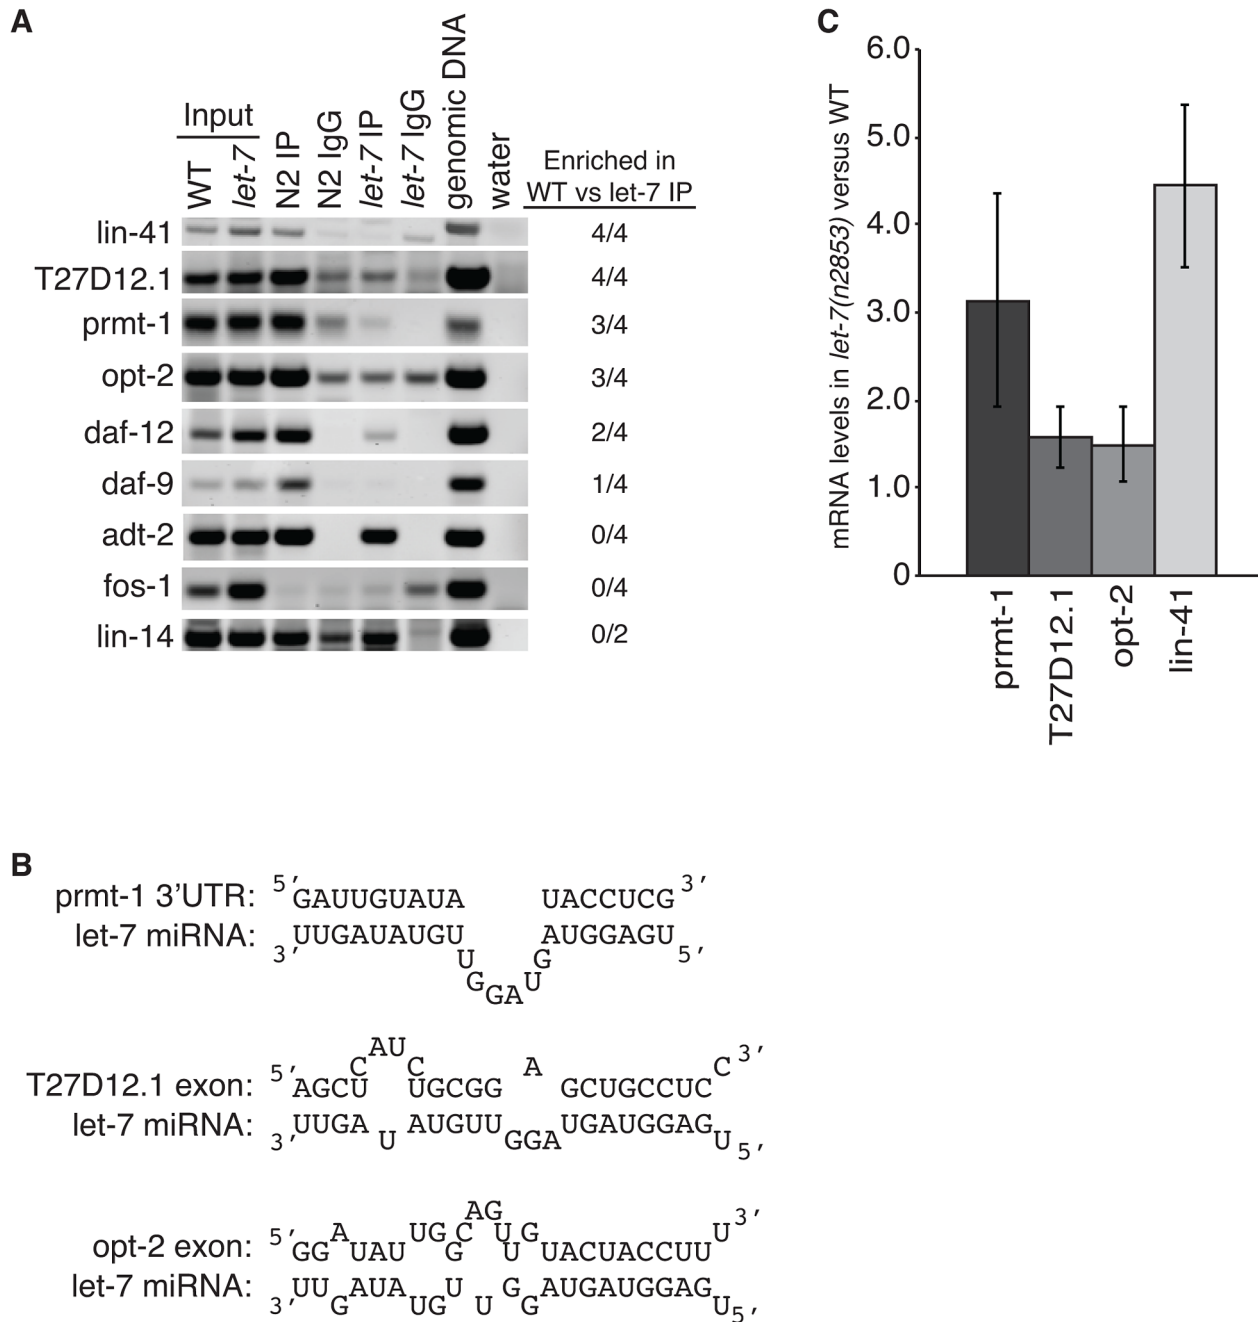 A
Input
WT
let-7
N2 IP
N2 IgG
let-7 IP
let-7 IgG
genomic DNA
water
Enriched in
WT vs let-7 IP
lin-41 4/4
T27D12.1 4/4
prmt-1 3/4
opt-2 3/4
daf-12 2/4
daf-9 1/4
adt-2 0/4
fos-1 0/4
lin-14 0/2
C
mRNA levels in let-7(n2853) versus WT
6.0
5.0
4.0
3.0
2.0
1.0
0
prmt-1
T27D12.1
opt-2
lin-41
B
prmt-1 3'UTR: 5' GAUUGUAUA UACCUCG 3'
let-7 miRNA: 3' UUGAUAUGU UGGAUG AUGGAGU 5'
T27D12.1 exon: 5' AGCU CAUC UGCGG A GCUGCCUC C 3'
let-7 miRNA: 3' UUGA U AUGUU GGA UGAUGGAG U 5'
opt-2 exon: 5' GG A UAU UG G CAGU U G UACUACCUU U 3'
let-7 miRNA: 3' UU G AUA UG U U G G AUGAUGGAG U 5'